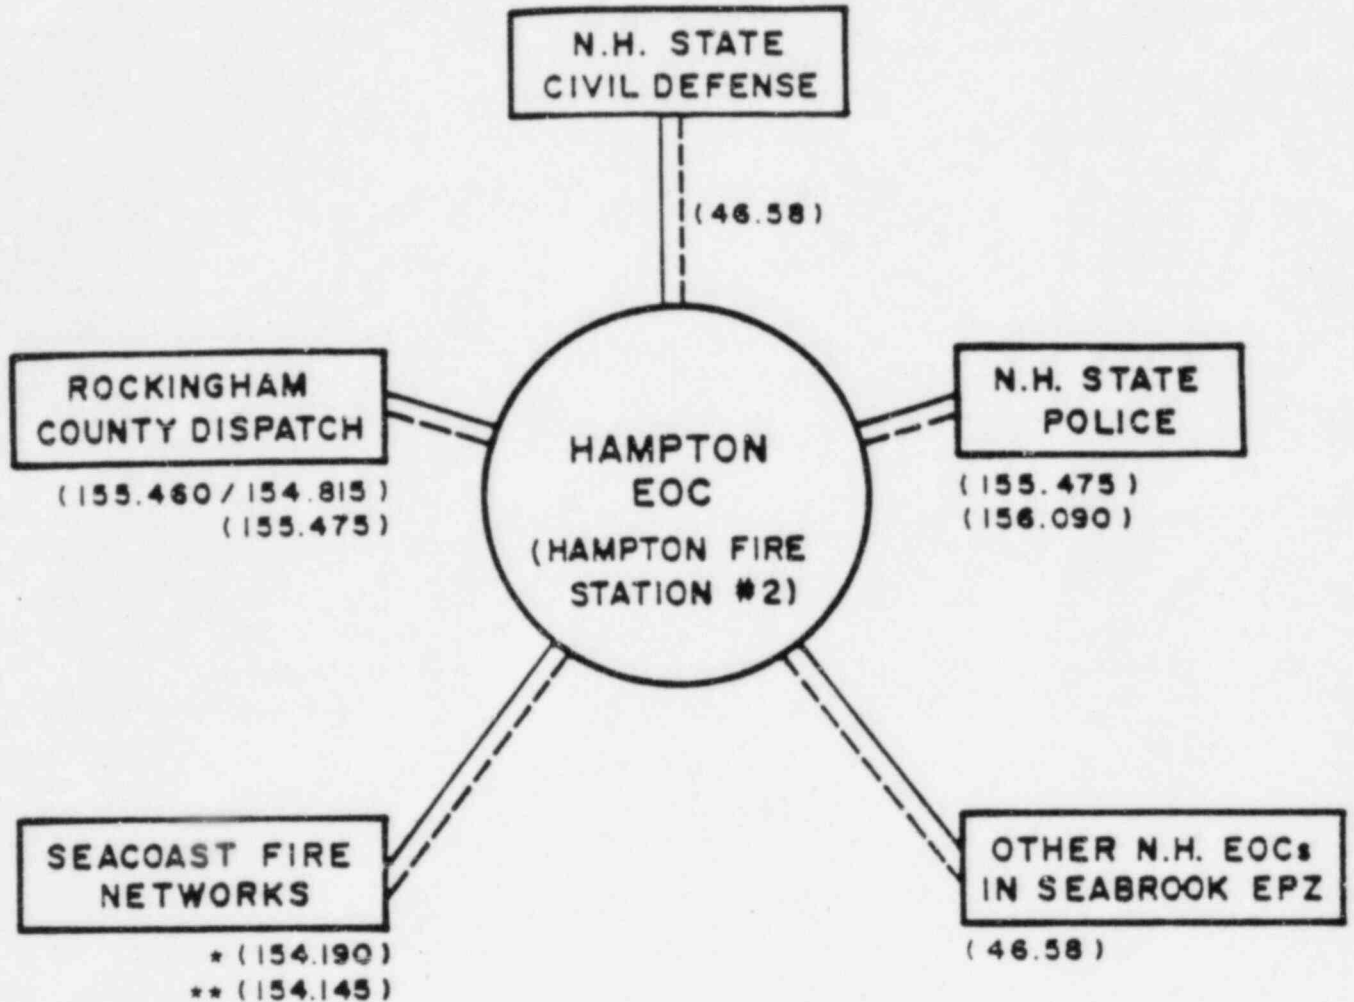 N.H. STATE
CIVIL DEFENSE
(46.58)
ROCKINGHAM
COUNTY DISPATCH
(155.460/154.815)
(155.475)
N.H. STATE
POLICE
(155.475)
(156.090)
HAMPTON
EOC
(HAMPTON FIRE
STATION #2)
SEACOAST FIRE
NETWORKS
* (154.190)
** (154.145)
OTHER N.H. EOCs
IN SEABROOK EPZ
(46.58)